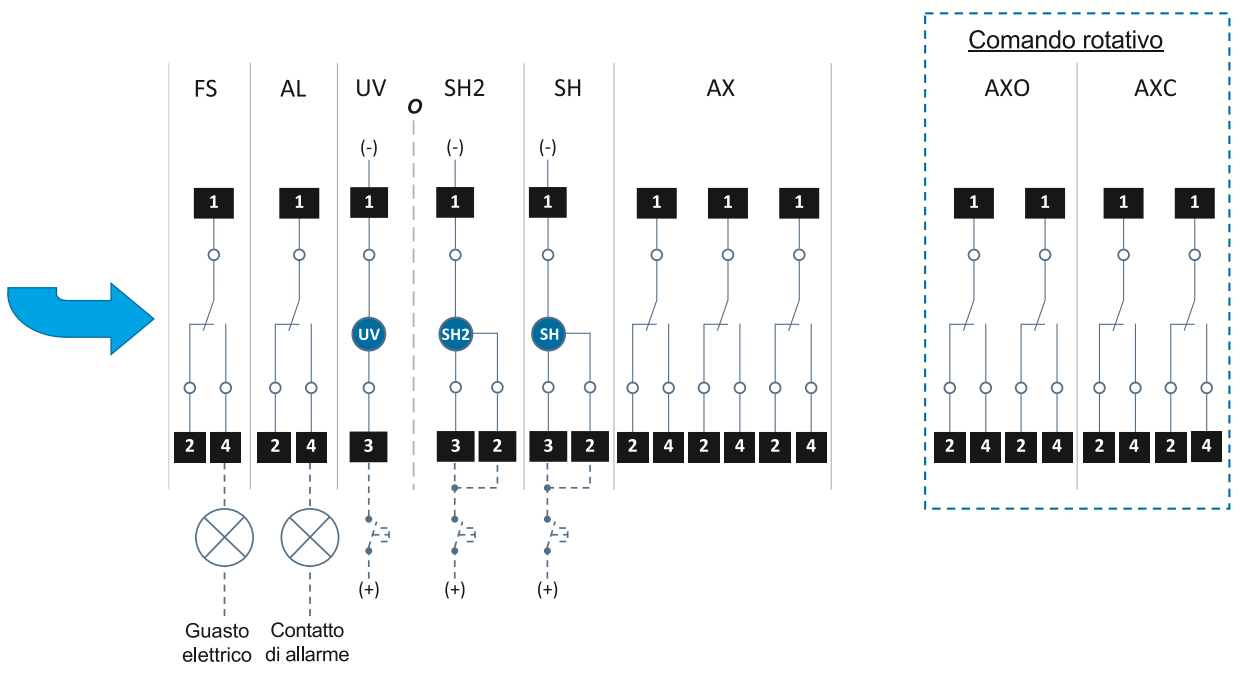 Comando rotativo
FS AL UV O SH2 SH AX AXO AXC
(-) (-) (-)
1 1 1 1 1 1 1 1 1 1 1 1
UV SH2 SH
2 4 2 4 3 3 2 3 2 2 4 2 4 2 4 2 4 2 4 2 4 2 4
(+) (+) (+)
Guasto elettrico
Contatto di allarme